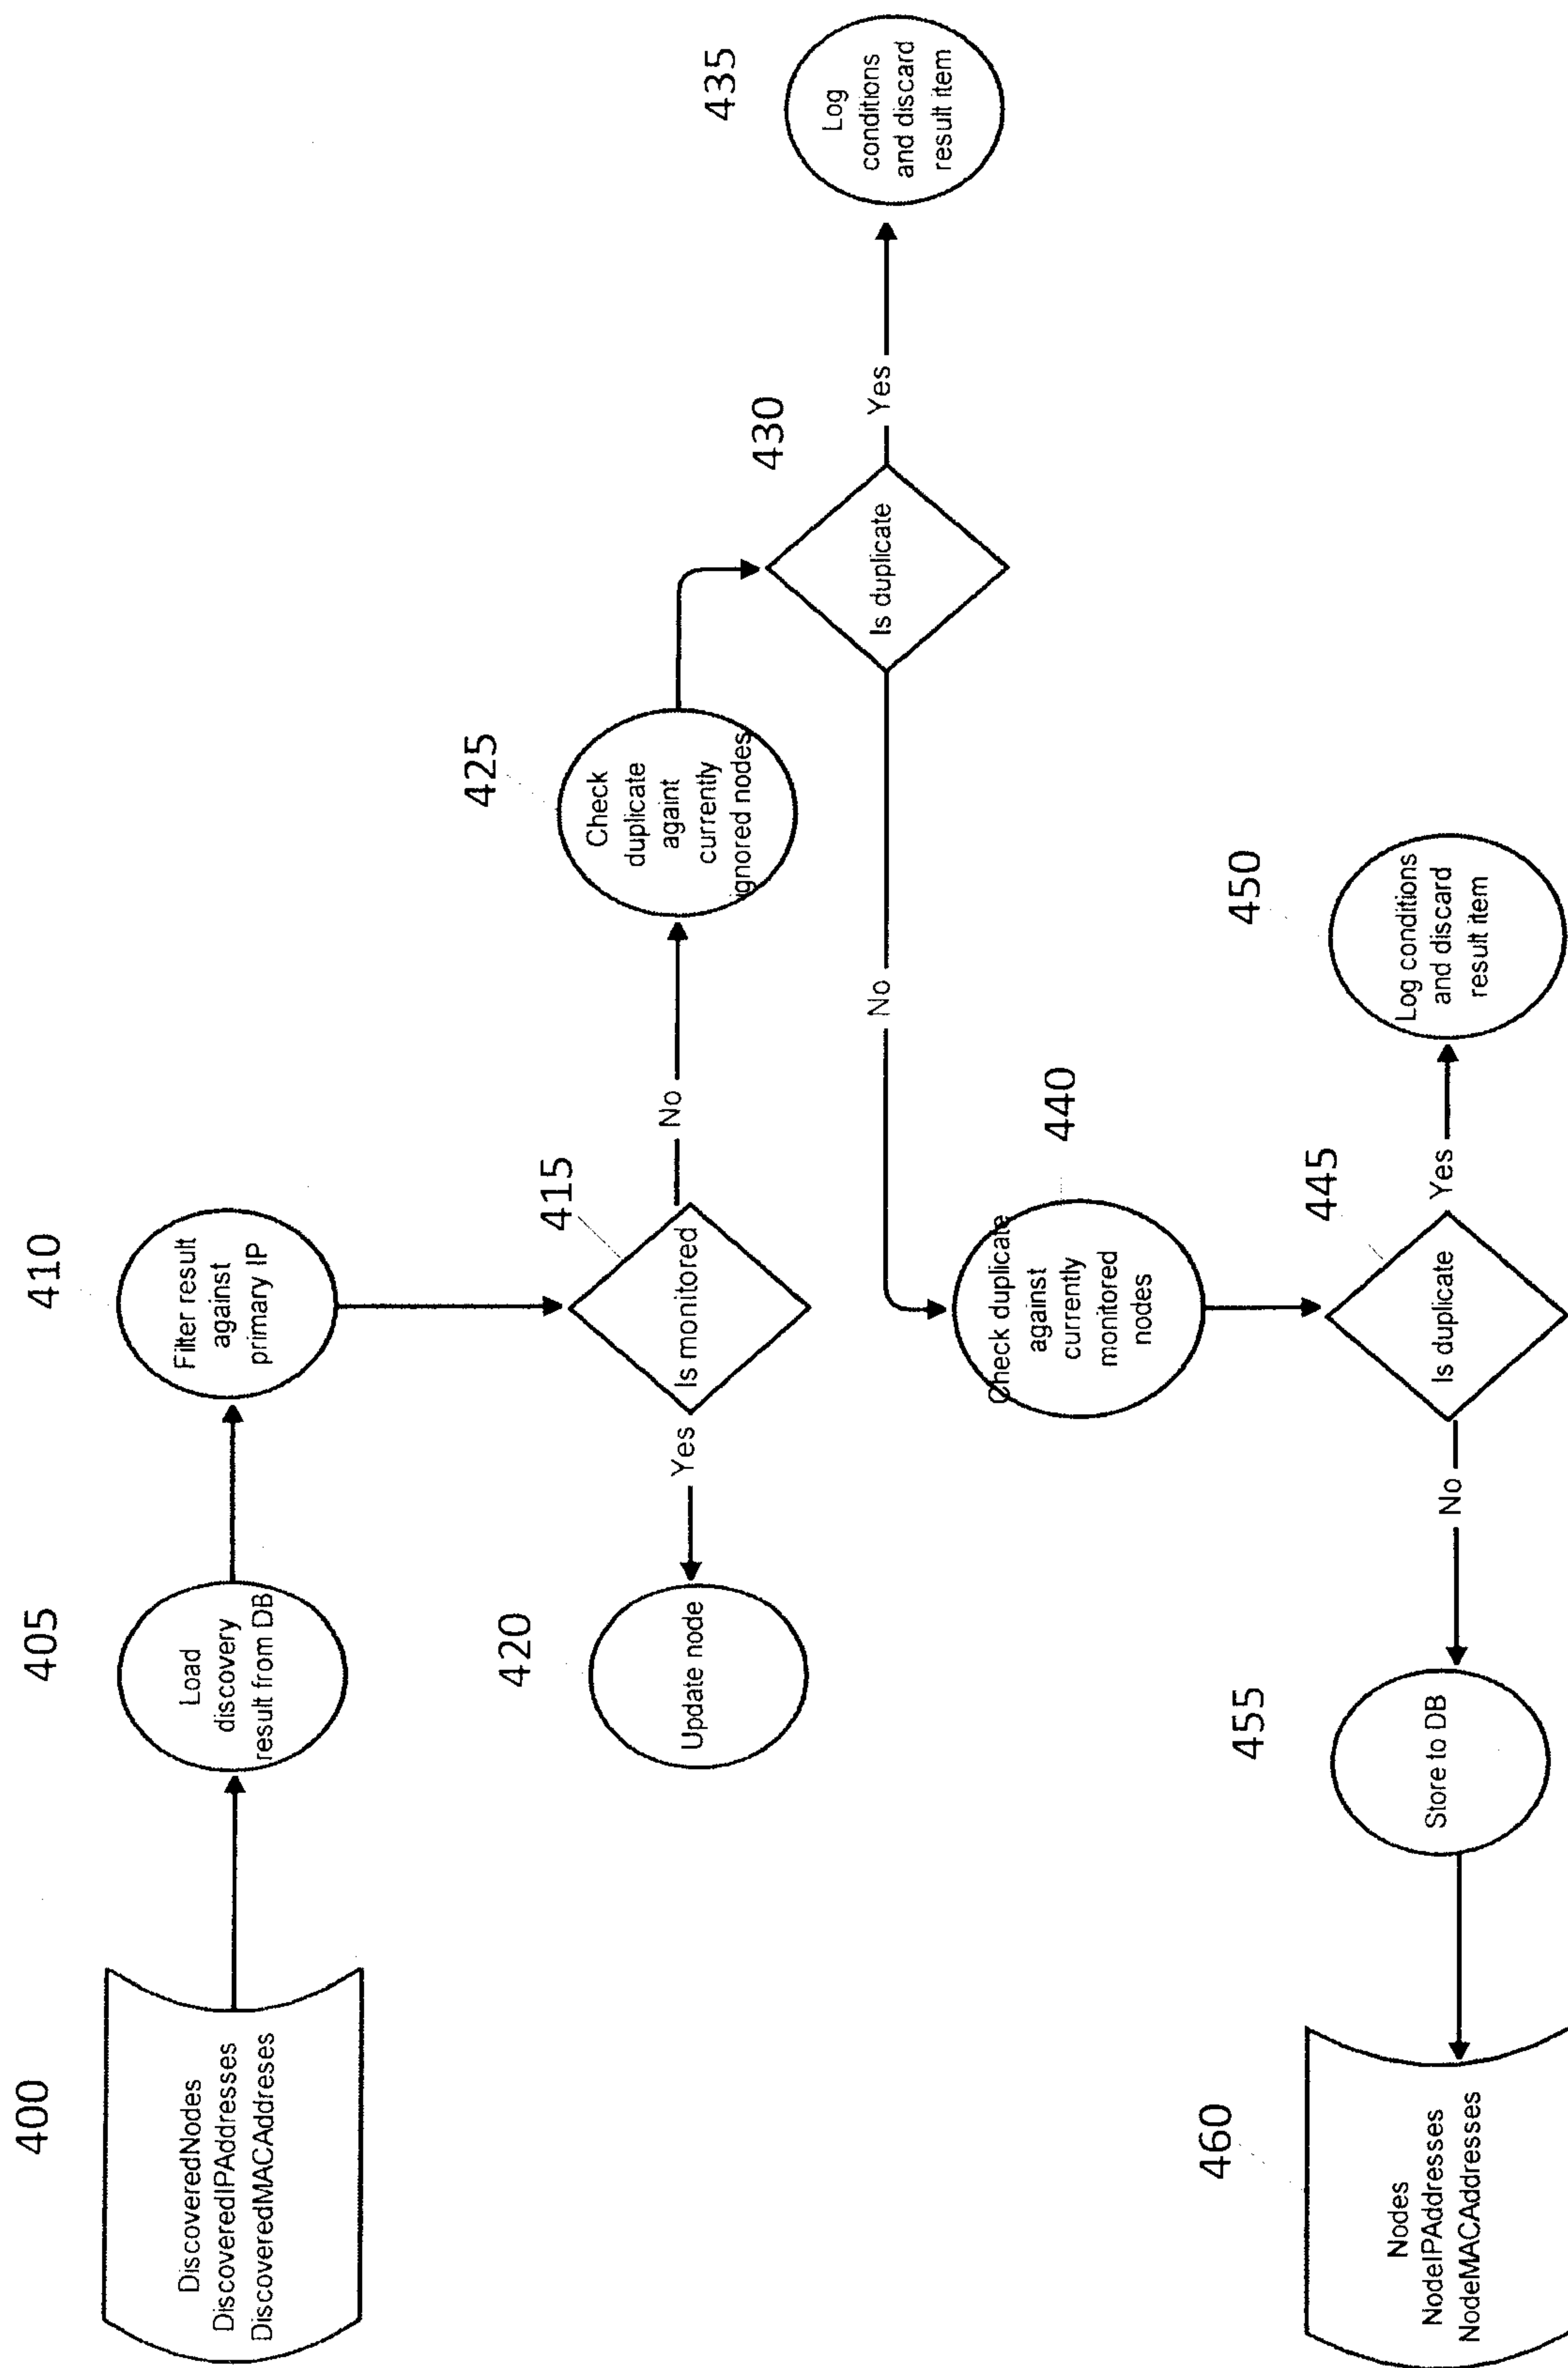 400
DiscoveredNodes
DiscoveredIPAddresses
DiscoveredMACAddreses
405
Load
discovery
result from DB
410
Filter result
against
primary IP
415
Is monitored
Yes
420
Update node
No
425
Check
duplicate
againt
currently
ignored nodes
430
Is duplicate
Yes
435
Log
conditions
and discard
result item
No
440
Check duplicate
against
currently
monitored
nodes
445
Is duplicate
Yes
450
Log conditions
and discard
result item
No
455
Store to DB
460
Nodes
NodeIPAddresses
NodeMACAddresses